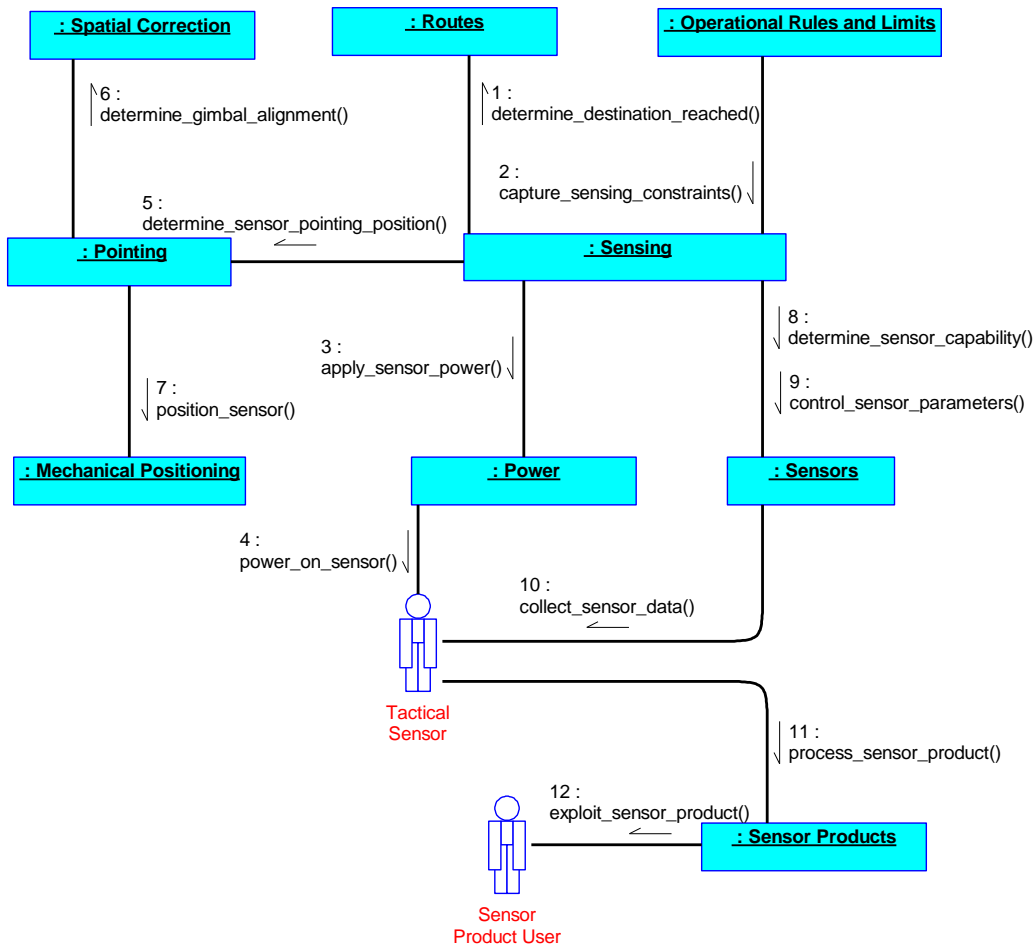 : Spatial Correction
: Routes
: Operational Rules and Limits
6 :
determine_gimbal_alignment()
1 :
determine_destination_reached()
2 :
capture_sensing_constraints()
5 :
determine_sensor_pointing_position()
: Pointing
: Sensing
8 :
determine_sensor_capability()
3 :
apply_sensor_power()
7 :
position_sensor()
9 :
control_sensor_parameters()
: Mechanical Positioning
: Power
: Sensors
4 :
power_on_sensor()
10 :
collect_sensor_data()
Tactical
Sensor
11 :
process_sensor_product()
12 :
exploit_sensor_product()
: Sensor Products
Sensor
Product User